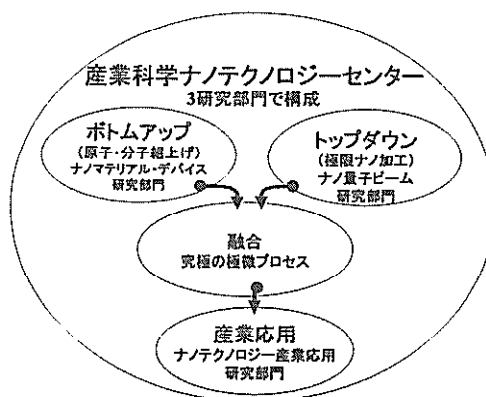 産業科学ナノテクノロジーセンター
3研究部門で構成
ボトムアップ
(原子・分子組上げ)
ナノマテリアル・デバイス
研究部門
トップダウン
(極限ナノ加工)
ナノ量子ビーム
研究部門
融合
究極の極微プロセス
産業応用
ナノテクノロジー産業応用
研究部門